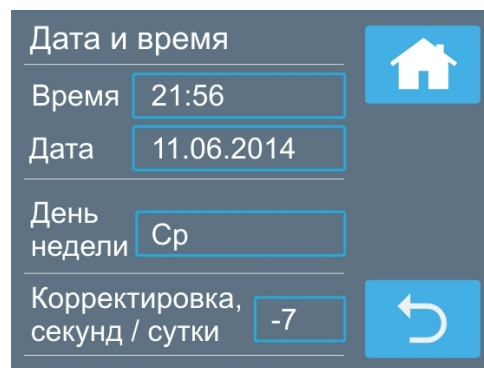 Дата и время
Время 21:56
Дата 11.06.2014
День
недели Ср
Корректировка,
секунд / сутки -7